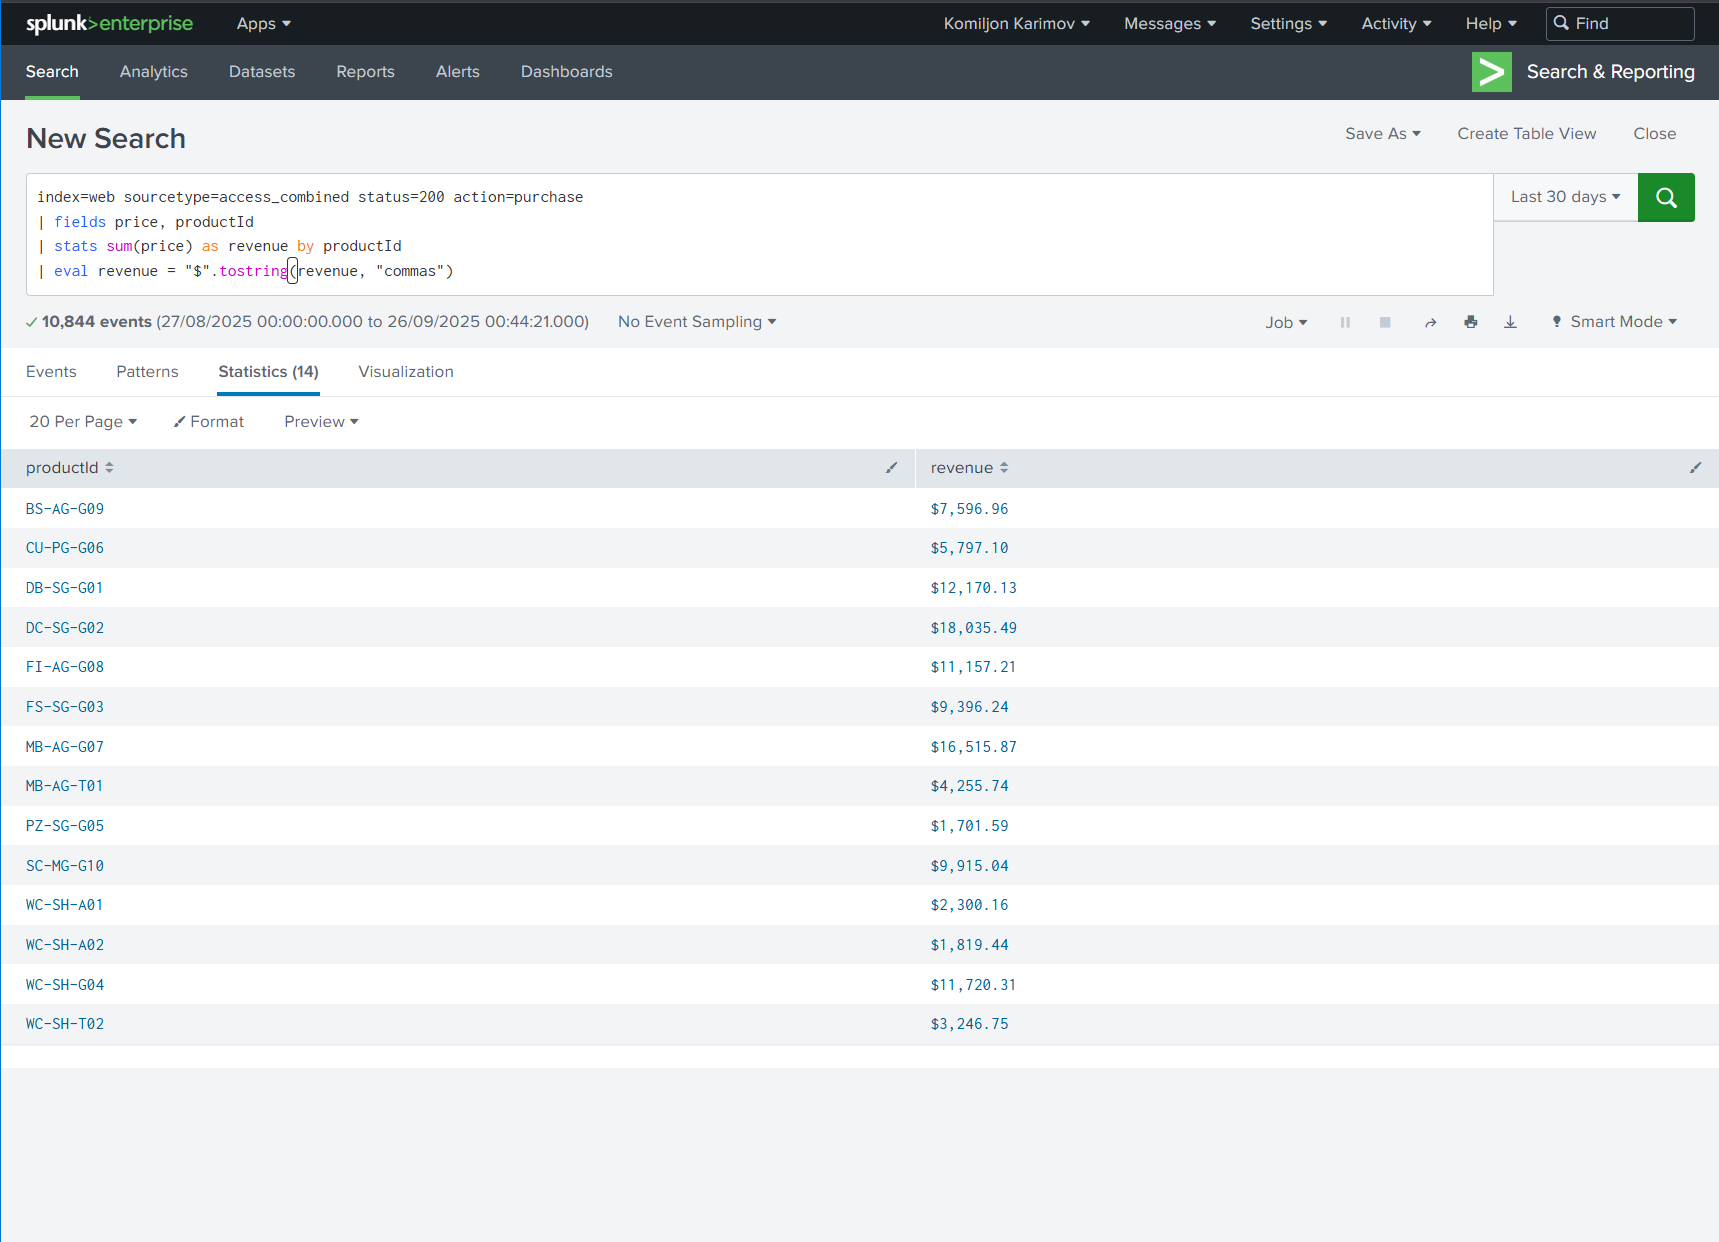 splunk>enterprise Apps Komiljon Karimov Messages Settings Activity Help Find
Search Analytics Datasets Reports Alerts Dashboards Search & Reporting
New Search Save As Create Table View Close
index=web sourcetype=access_combined status=200 action=purchase Last 30 days
| fields price, productId
| stats sum(price) as revenue by productId
| eval revenue = "$".tostring(revenue, "commas")
10,844 events (27/08/2025 00:00:00.000 to 26/09/2025 00:44:21.000) No Event Sampling Job Smart Mode
Events Patterns Statistics (14) Visualization
20 Per Page Format Preview
productId revenue
BS-AG-G09 $7,596.96
CU-PG-G06 $5,797.10
DB-SG-G01 $12,170.13
DC-SG-G02 $18,035.49
FI-AG-G08 $11,157.21
FS-SG-G03 $9,396.24
MB-AG-G07 $16,515.87
MB-AG-T01 $4,255.74
PZ-SG-G05 $1,701.59
SC-MG-G10 $9,915.04
WC-SH-A01 $2,300.16
WC-SH-A02 $1,819.44
WC-SH-G04 $11,720.31
WC-SH-T02 $3,246.75